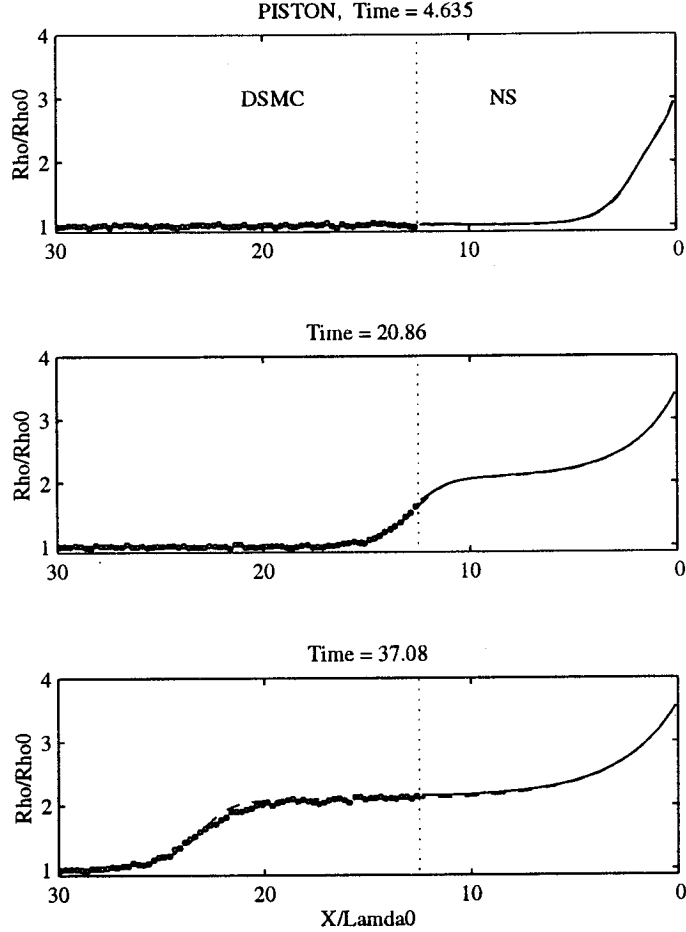 PISTON, Time = 4.635
4
3
2
1
Rho/Rho0
DSMC
NS
30
20
10
0
Time = 20.86
4
3
2
1
Rho/Rho0
30
20
10
0
Time = 37.08
4
3
2
1
Rho/Rho0
30
20
10
0
X/Lamda0